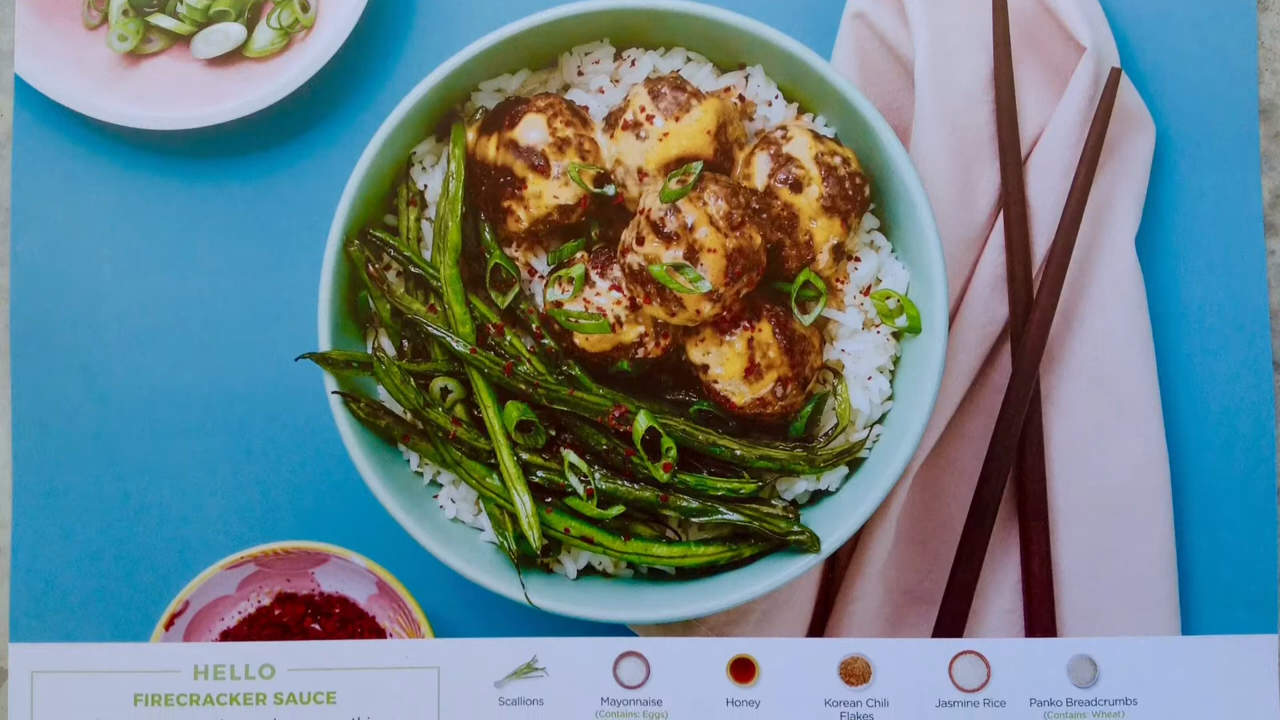 HELLO
FIRECRACKER SAUCE
Scallions
Mayonnaise
(Contains: Eggs)
Honey
Korean Chili
Flakes
Jasmine Rice
Panko Breadcrumbs
(Contains: Wheat)